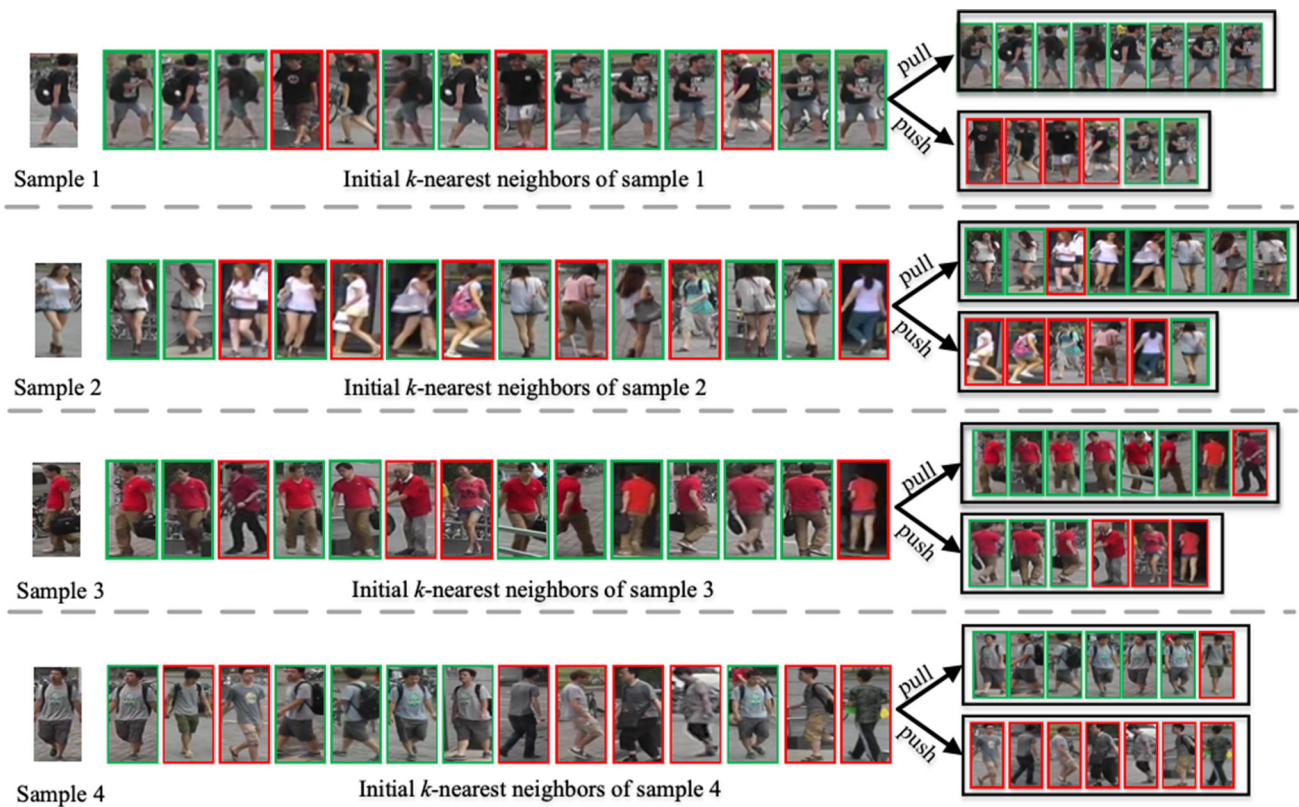 pull
push
Sample 1
Initial k-nearest neighbors of sample 1
pull
push
Sample 2
Initial k-nearest neighbors of sample 2
pull
push
Sample 3
Initial k-nearest neighbors of sample 3
pull
push
Sample 4
Initial k-nearest neighbors of sample 4